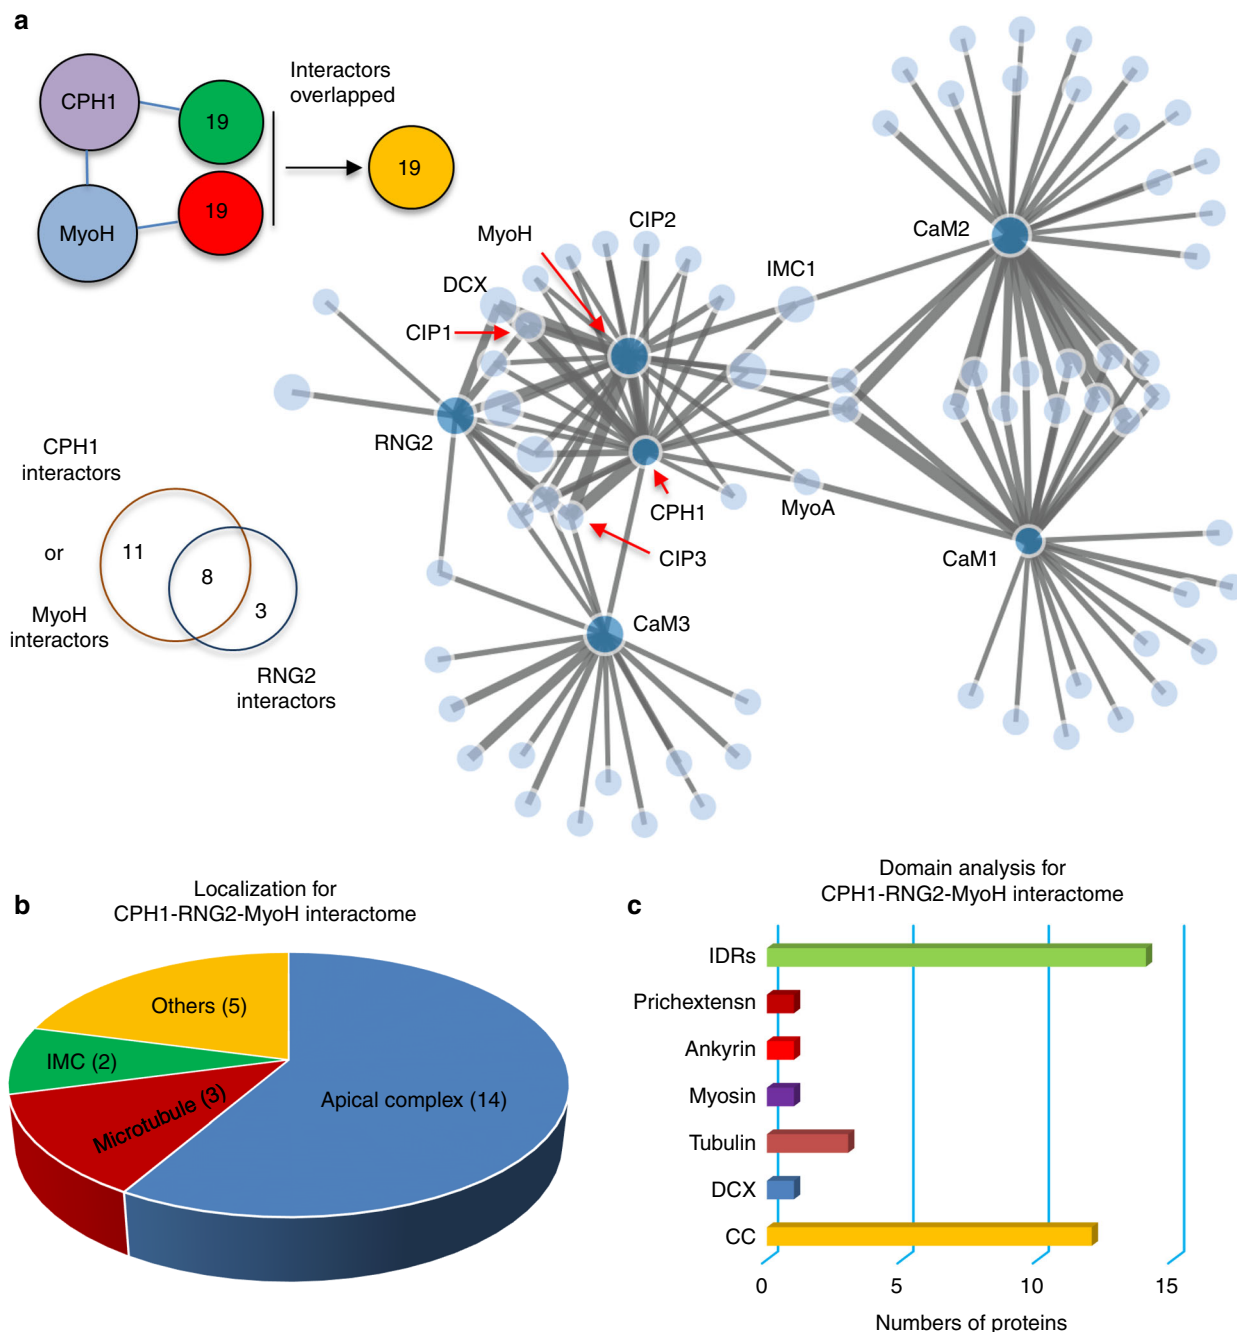 a
CPH1
19
Interactors
overlapped
19
MyoH
19
MyoH
CIP2
CaM2
IMC1
DCX
CIP1
RNG2
CPH1
MyoA
CIP3
CaM1
CaM3
CPH1
interactors
or
MyoH
interactors
11
8
3
RNG2
interactors
b
Localization for
CPH1-RNG2-MyoH interactome
Others (5)
IMC (2)
Microtubule (3)
Apical complex (14)
c
Domain analysis for
CPH1-RNG2-MyoH interactome
IDRs
Prichextensn
Ankyrin
Myosin
Tubulin
DCX
CC
0 5 10 15
Numbers of proteins